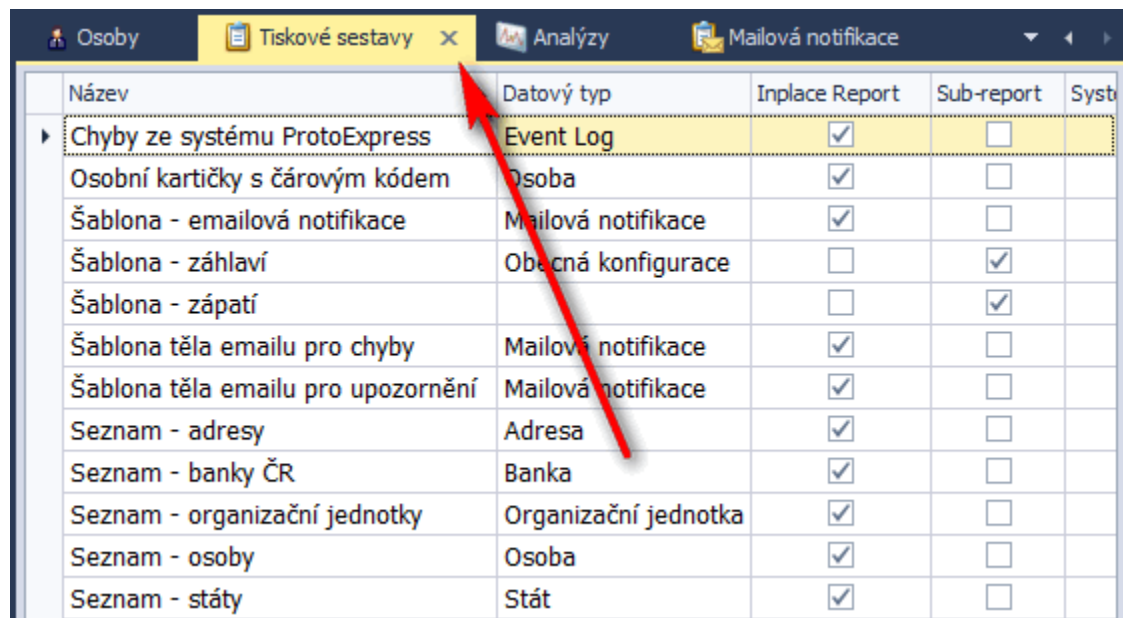 Osoby Tiskové sestavy Analýzy Mailová notifikace
Název Datový typ Inplace Report Sub-report
Chyby ze systému ProtoExpress Event Log
Osobní kartičky s čárovým kódem Osoba
Šablona - emailová notifikace Mailová notifikace
Šablona - záhlaví Obecná konfigurace
Šablona - zápatí
Šablona těla emailu pro chyby Mailová notifikace
Šablona těla emailu pro upozornění Mailová notifikace
Seznam - adresy Adresa
Seznam - banky ČR Banka
Seznam - organizační jednotky Organizační jednotka
Seznam - osoby Osoba
Seznam - státy Stát